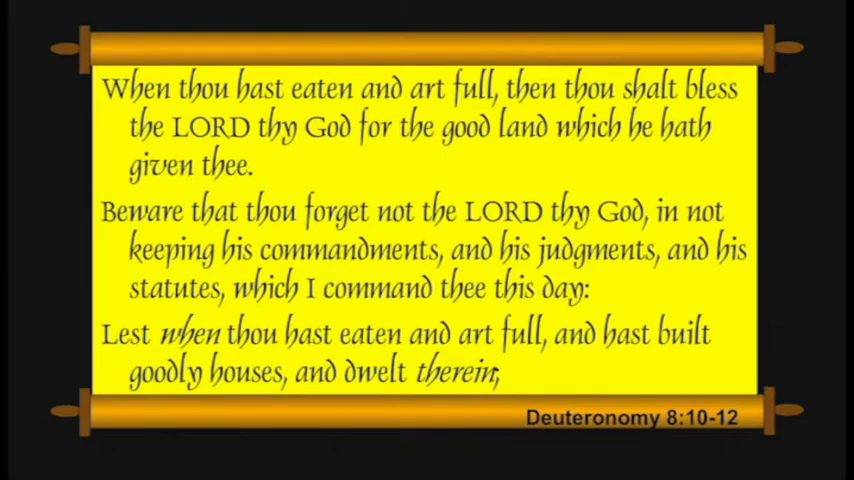 When thou hast eaten and art full, then thou shalt bless
the LORD thy God for the good land which he hath
given thee.
Beware that thou forget not the LORD thy God, in not
keeping his commandments, and his judgments, and his
statutes, which I command thee this day:
Lest when thou hast eaten and art full, and hast built
goodly houses, and dwelt therein;
Deuteronomy 8:10-12